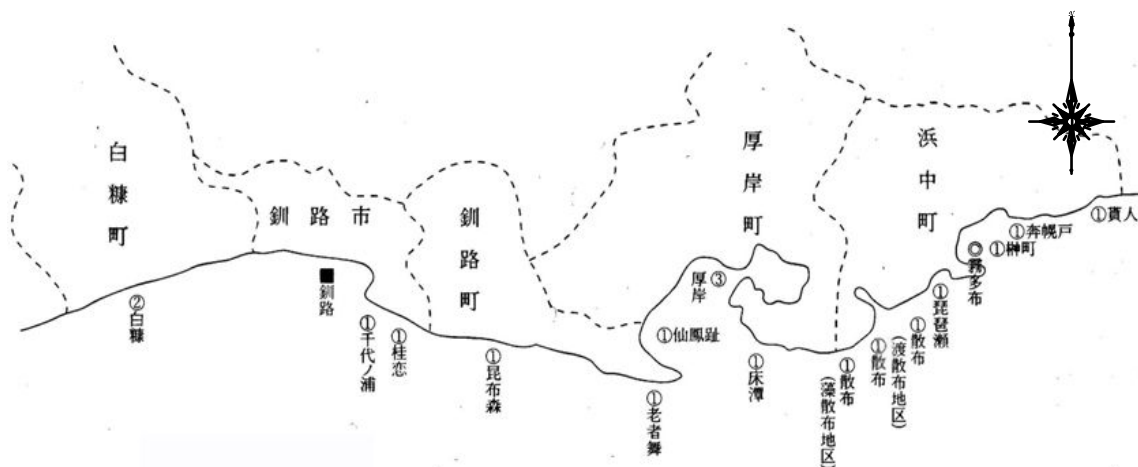 白糠町
釧路市
釧路町
厚岸町
浜中町
②白糠
■釧路
①千代ノ浦
①桂恋
①昆布森
①老者舞
①仙鳳趾
厚岸③
①床潭
①散布
(藻散布地区)
①散布
①散布
(渡散布地区)
①琵琶瀬
◎霧多布
①榊町
①奔幌戸
①貰人